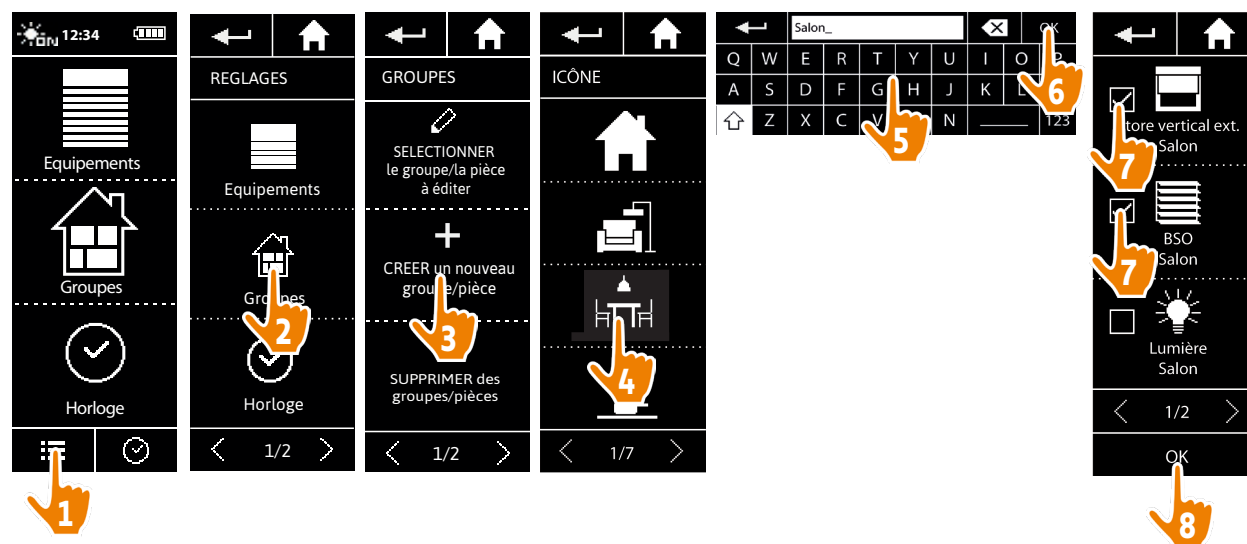 ON 12:34
Equipements
Groupes
Horloge
1
REGLAGES
Equipements
Groupes
2
Horloge
1/2
GROUPES
SELECTIONNER
le groupe/la pièce
à éditer
CREER un nouveau
groupe/pièce
3
SUPPRIMER des
groupes/pièces
1/2
ICÔNE
4
1/7
Salon_
OK
Q W E R T Y U I O P
6
A S D F G H J K L
Z X C V N 123
5
Store vertical ext.
Salon
7
BSO
Salon
7
Lumière
Salon
1/2
OK
8